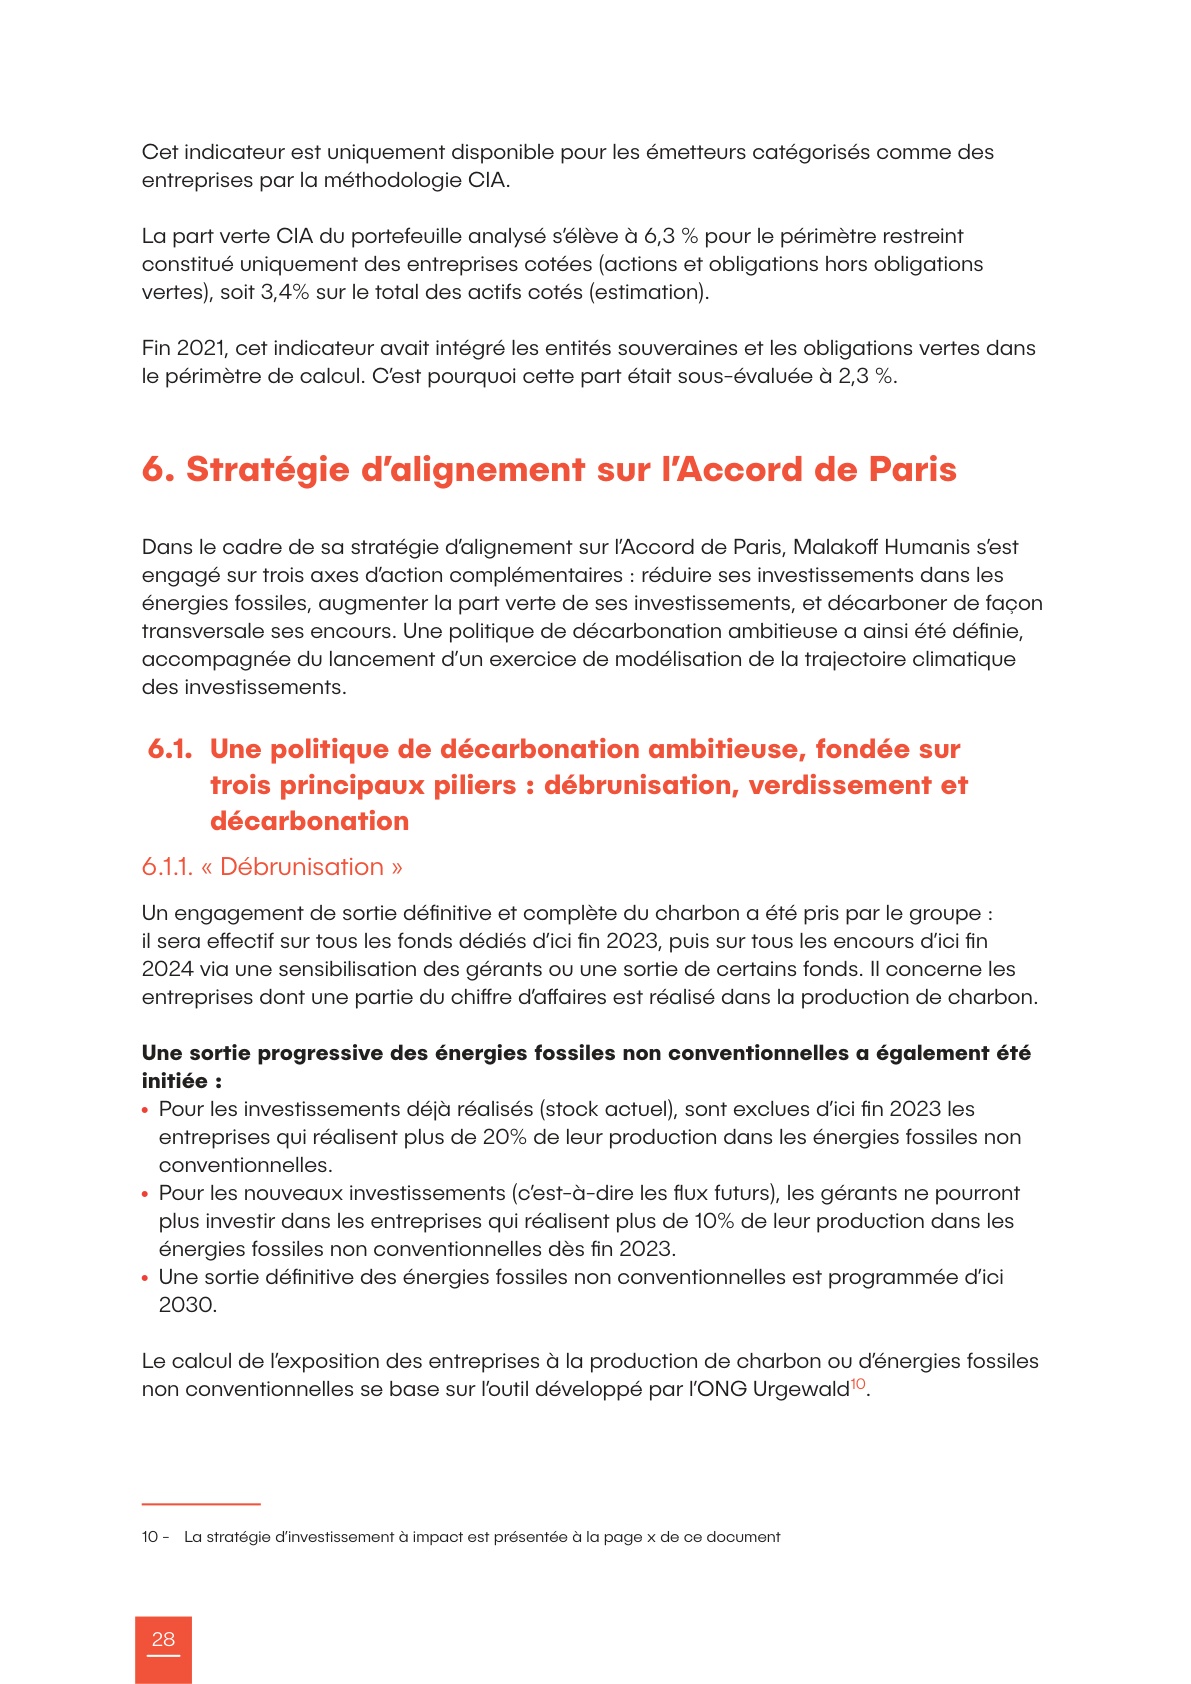 Cet indicateur est uniquement disponible pour les émetteurs catégorisés comme des
entreprises par la méthodologie CIA.
La part verte CIA du portefeuille analysé s’élève à 6,3 % pour le périmètre restreint
constitué uniquement des entreprises cotées (actions et obligations hors obligations
vertes), soit 3,4% sur le total des actifs cotés (estimation).
Fin 2021, cet indicateur avait intégré les entités souveraines et les obligations vertes dans
le périmètre de calcul. C’est pourquoi cette part était sous-évaluée à 2,3 %.
6. Stratégie d’alignement sur l’Accord de Paris
Dans le cadre de sa stratégie d’alignement sur l’Accord de Paris, Malakoff Humanis s’est
engagé sur trois axes d’action complémentaires : réduire ses investissements dans les
énergies fossiles, augmenter la part verte de ses investissements, et décarboner de façon
transversale ses encours. Une politique de décarbonation ambitieuse a ainsi été définie,
accompagnée du lancement d’un exercice de modélisation de la trajectoire climatique
des investissements.
6.1. Une politique de décarbonation ambitieuse, fondée sur
trois principaux piliers : débrunisation, verdissement et
décarbonation
6.1.1. « Débrunisation »
Un engagement de sortie définitive et complète du charbon a été pris par le groupe :
il sera effectif sur tous les fonds dédiés d’ici fin 2023, puis sur tous les encours d’ici fin
2024 via une sensibilisation des gérants ou une sortie de certains fonds. Il concerne les
entreprises dont une partie du chiffre d’affaires est réalisé dans la production de charbon.
Une sortie progressive des énergies fossiles non conventionnelles a également été
initiée :
• Pour les investissements déjà réalisés (stock actuel), sont exclues d’ici fin 2023 les
entreprises qui réalisent plus de 20% de leur production dans les énergies fossiles non
conventionnelles.
• Pour les nouveaux investissements (c’est-à-dire les flux futurs), les gérants ne pourront
plus investir dans les entreprises qui réalisent plus de 10% de leur production dans les
énergies fossiles non conventionnelles dès fin 2023.
• Une sortie définitive des énergies fossiles non conventionnelles est programmée d’ici
2030.
Le calcul de l’exposition des entreprises à la production de charbon ou d’énergies fossiles
non conventionnelles se base sur l’outil développé par l’ONG Urgewald10.
10 - La stratégie d’investissement à impact est présentée à la page x de ce document
28